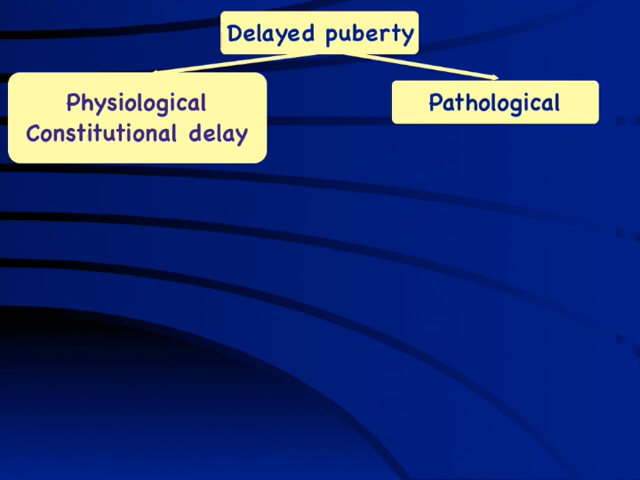 Delayed puberty
Physiological
Constitutional delay
Pathological